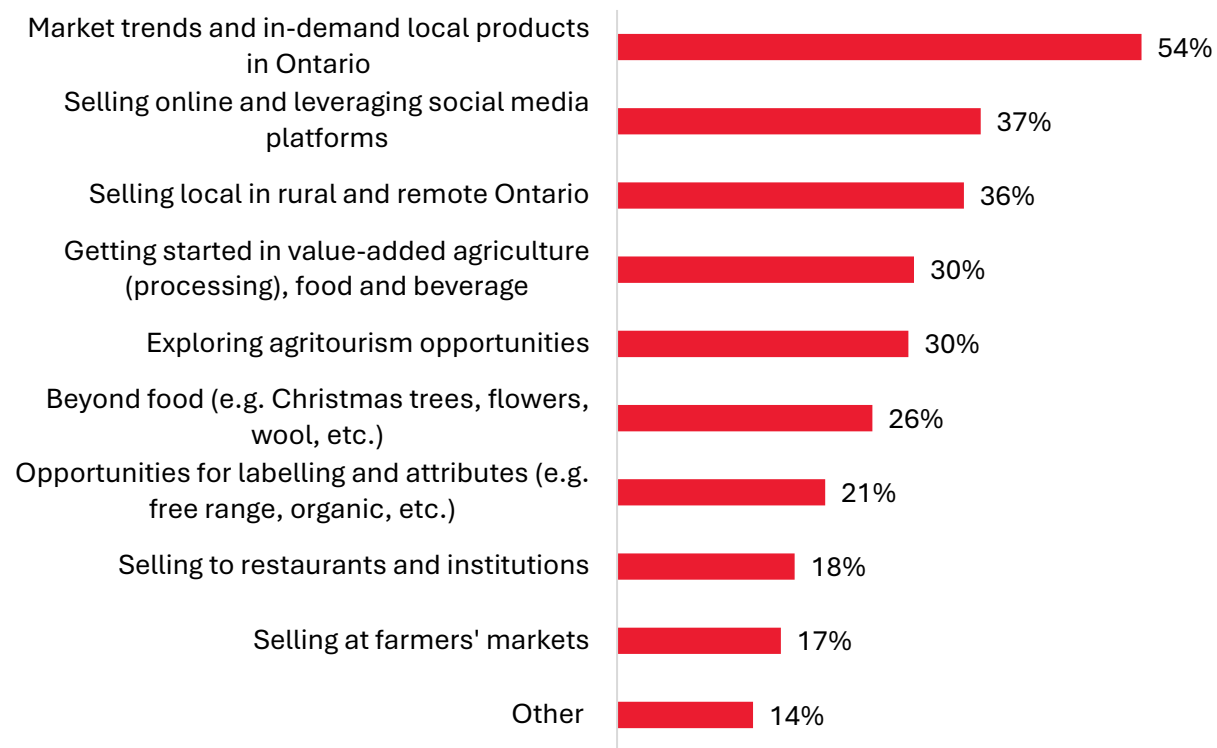 Market trends and in-demand local products
in Ontario
54%
Selling online and leveraging social media
platforms
37%
Selling local in rural and remote Ontario
36%
Getting started in value-added agriculture
(processing), food and beverage
30%
Exploring agritourism opportunities
30%
Beyond food (e.g. Christmas trees, flowers,
wool, etc.)
26%
Opportunities for labelling and attributes (e.g.
free range, organic, etc.)
21%
Selling to restaurants and institutions
18%
Selling at farmers' markets
17%
Other
14%